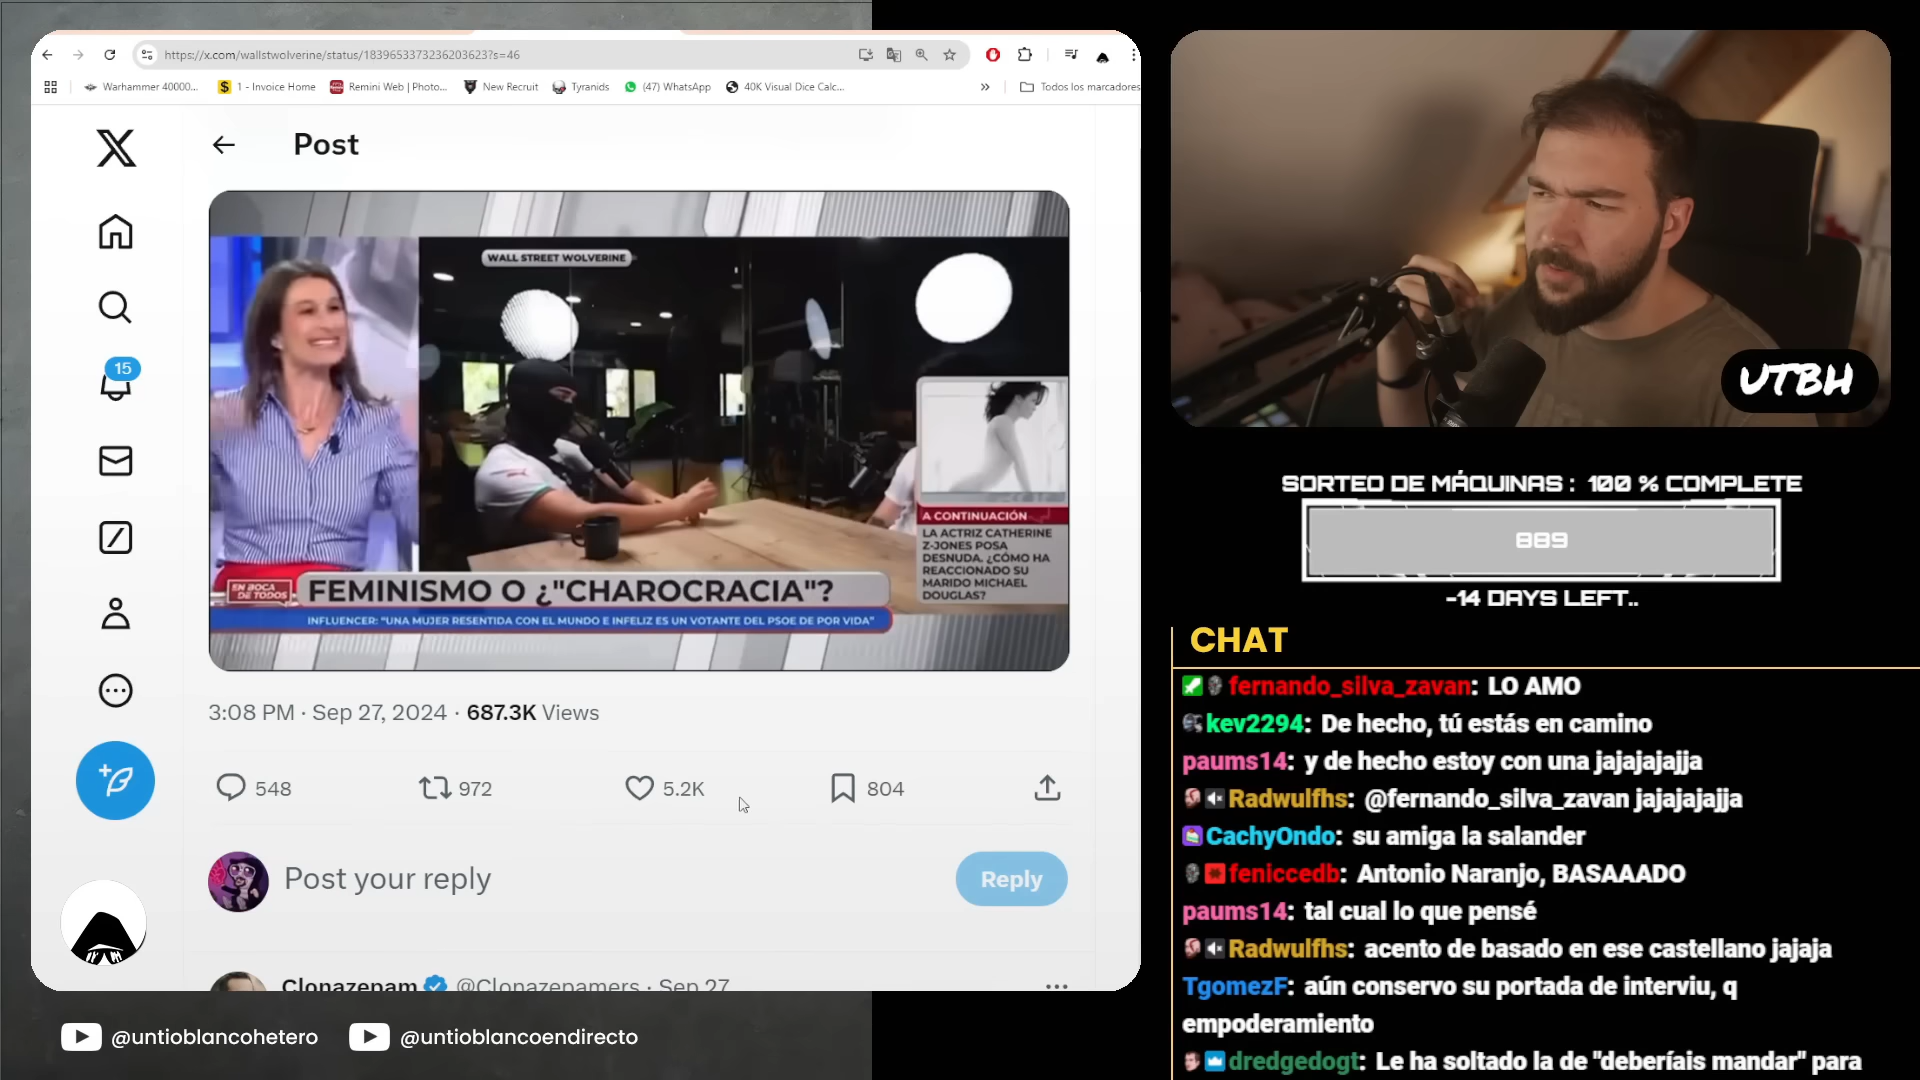 https://x.com/wallstwolverine/status/1839653373236203623?s=46
Warhammer 40000...
1 - Invoice Home
Remini Web | Photo...
New Recruit
Tyranids
(47) WhatsApp
40K Visual Dice Calc...
»
Todos los marcadores
Post
15
WALL STREET WOLVERINE
A CONTINUACIÓN
LA ACTRIZ CATHERINE
Z-JONES POSA
DESNUDA. ¿CÓMO HA
REACCIONADO SU
MARIDO MICHAEL
DOUGLAS?
EN BOCA
DE TODOS
FEMINISMO O ¿"CHAROCRACIA"?
INFLUENCER: "UNA MUJER RESENTIDA CON EL MUNDO E INFELIZ ES UN VOTANTE DEL PSOE DE POR VIDA"
3:08 PM · Sep 27, 2024 · 687.3K Views
548
972
5.2K
804
Post your reply
Reply
Clonazepam @Clonazepamers · Sep 27
@untioblancohetero
@untioblancoendirecto
UTBH
SORTEO DE MÁQUINAS : 100 % COMPLETE
889
-14 DAYS LEFT..
CHAT
fernando_silva_zavan: LO AMO
kev2294: De hecho, tú estás en camino
paums14: y de hecho estoy con una jajajajajja
Radwulfhs: @fernando_silva_zavan jajajajajja
CachyOndo: su amiga la salander
feniccedb: Antonio Naranjo, BASAAADO
paums14: tal cual lo que pensé
Radwulfhs: acento de basado en ese castellano jajaja
TgomezF: aún conservo su portada de interviu, q
empoderamiento
dredgedogt: Le ha soltado la de "deberíais mandar" para